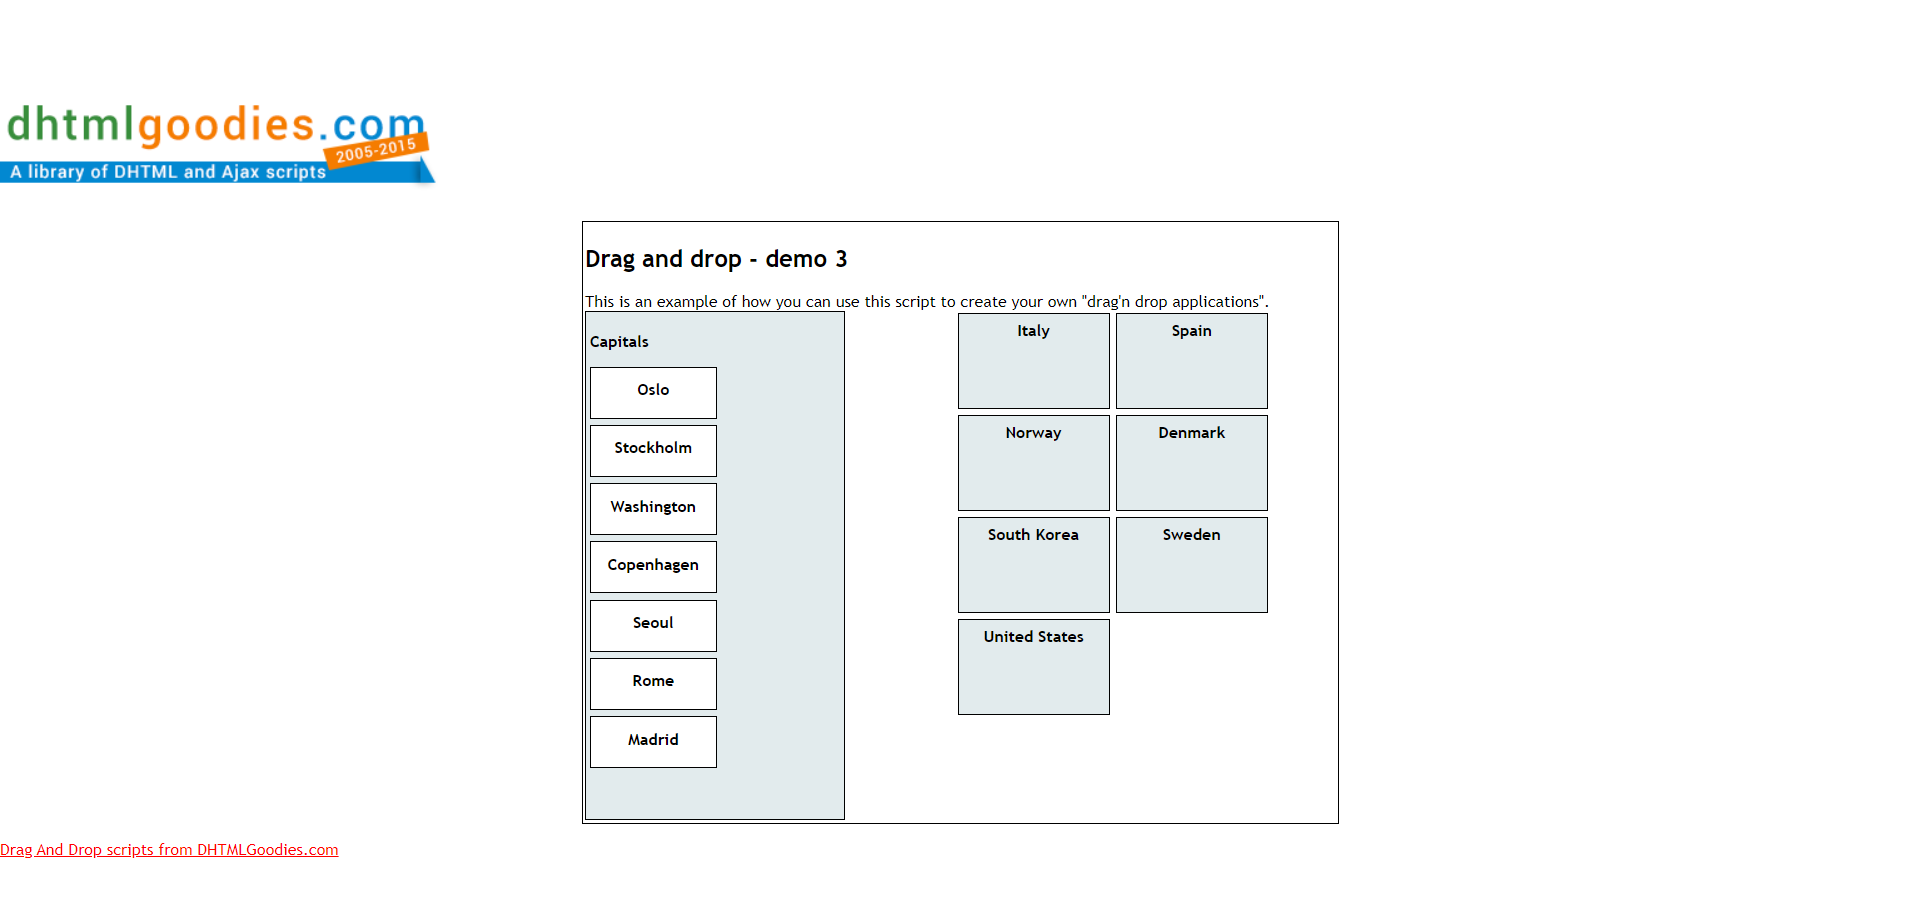 dhtmlgoodies.com
2005-2015
A library of DHTML and Ajax scripts
Drag and drop - demo 3
This is an example of how you can use this script to create your own "drag'n drop applications".
Capitals
Oslo
Stockholm
Washington
Copenhagen
Seoul
Rome
Madrid
Italy
Spain
Norway
Denmark
South Korea
Sweden
United States
Drag And Drop scripts from DHTMLGoodies.com